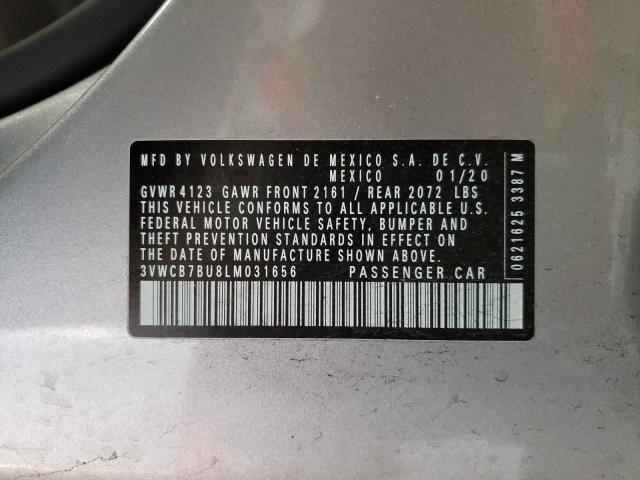 MFD BY VOLKSWAGEN DE MEXICO S.A. DE C.V.
MEXICO 01/20
GVWR 4123 GAWR FRONT 2161 / REAR 2072 LBS
THIS VEHICLE CONFORMS TO ALL APPLICABLE U.S.
FEDERAL MOTOR VEHICLE SAFETY, BUMPER AND
THEFT PREVENTION STANDARDS IN EFFECT ON
THE DATE OF MANUFACTURE SHOWN ABOVE.
3VWCB7BU8LM031656 PASSENGER CAR
0621625 3387 M